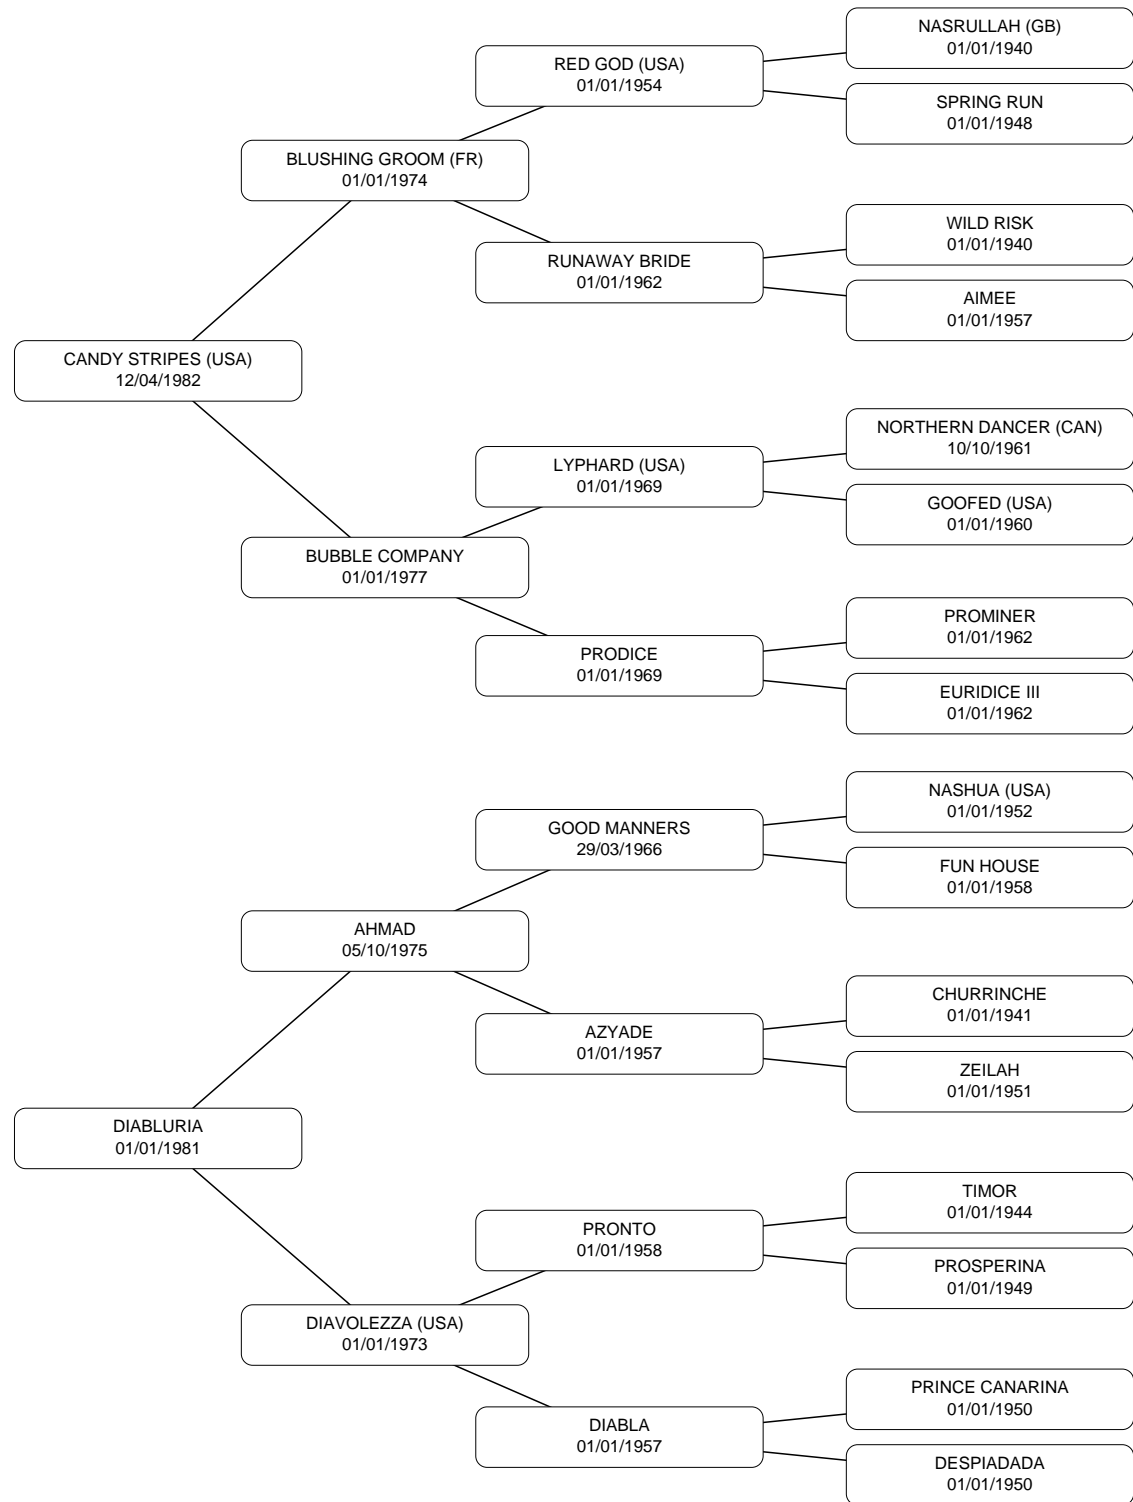 NASRULLAH (GB)
01/01/1940
RED GOD (USA)
01/01/1954
SPRING RUN
01/01/1948
BLUSHING GROOM (FR)
01/01/1974
WILD RISK
01/01/1940
RUNAWAY BRIDE
01/01/1962
AIMEE
01/01/1957
CANDY STRIPES (USA)
12/04/1982
NORTHERN DANCER (CAN)
10/10/1961
LYPHARD (USA)
01/01/1969
GOOFED (USA)
01/01/1960
BUBBLE COMPANY
01/01/1977
PROMINER
01/01/1962
PRODICE
01/01/1969
EURIDICE III
01/01/1962
NASHUA (USA)
01/01/1952
GOOD MANNERS
29/03/1966
FUN HOUSE
01/01/1958
AHMAD
05/10/1975
CHURRINCHE
01/01/1941
AZYADE
01/01/1957
ZEILAH
01/01/1951
DIABLURIA
01/01/1981
TIMOR
01/01/1944
PRONTO
01/01/1958
PROSPERINA
01/01/1949
DIAVOLEZZA (USA)
01/01/1973
PRINCE CANARINA
01/01/1950
DIABLA
01/01/1957
DESPIADADA
01/01/1950